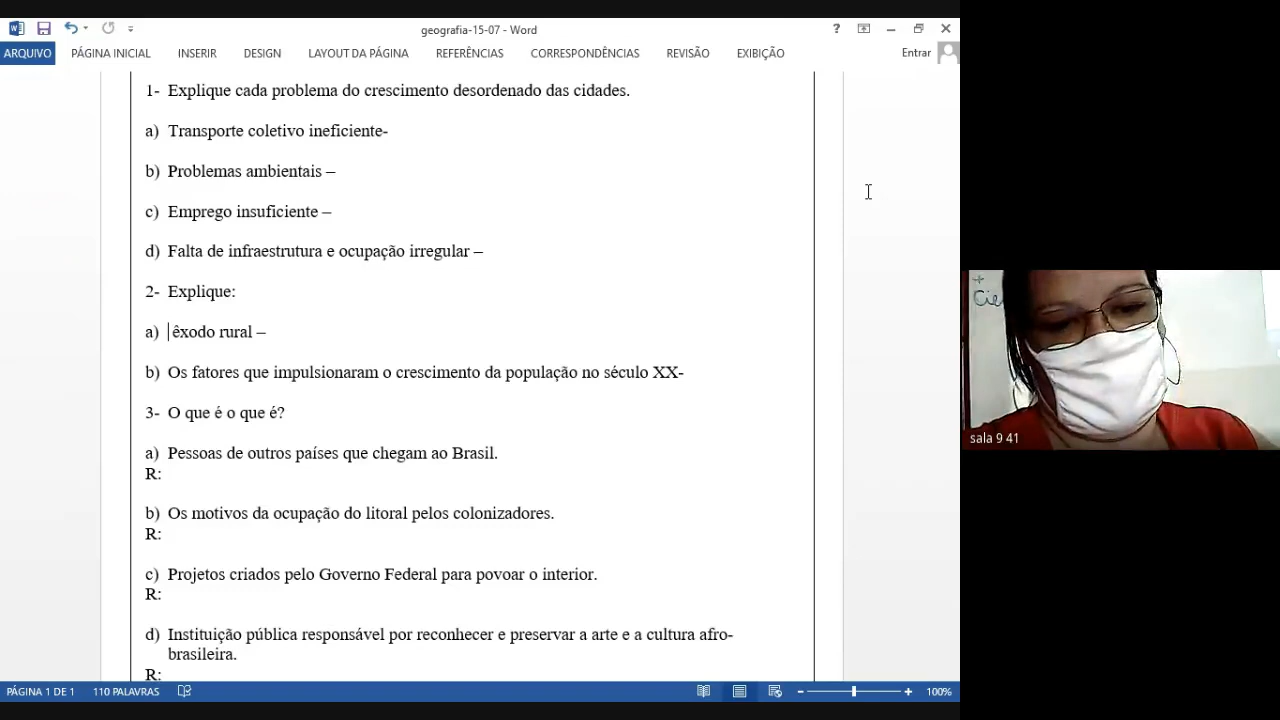 geografia-15-07 - Word
ARQUIVO PÁGINA INICIAL INSERIR DESIGN LAYOUT DA PÁGINA REFERÊNCIAS CORRESPONDÊNCIAS REVISÃO EXIBIÇÃO Entrar
1- Explique cada problema do crescimento desordenado das cidades.
a) Transporte coletivo ineficiente-
b) Problemas ambientais –
c) Emprego insuficiente –
d) Falta de infraestrutura e ocupação irregular –
2- Explique:
a) êxodo rural –
b) Os fatores que impulsionaram o crescimento da população no século XX-
3- O que é o que é?
a) Pessoas de outros países que chegam ao Brasil.
R:
b) Os motivos da ocupação do litoral pelos colonizadores.
R:
c) Projetos criados pelo Governo Federal para povoar o interior.
R:
d) Instituição pública responsável por reconhecer e preservar a arte e a cultura afro-
brasileira.
R:
PÁGINA 1 DE 1 110 PALAVRAS 100%
+
Cie
sala 9 41